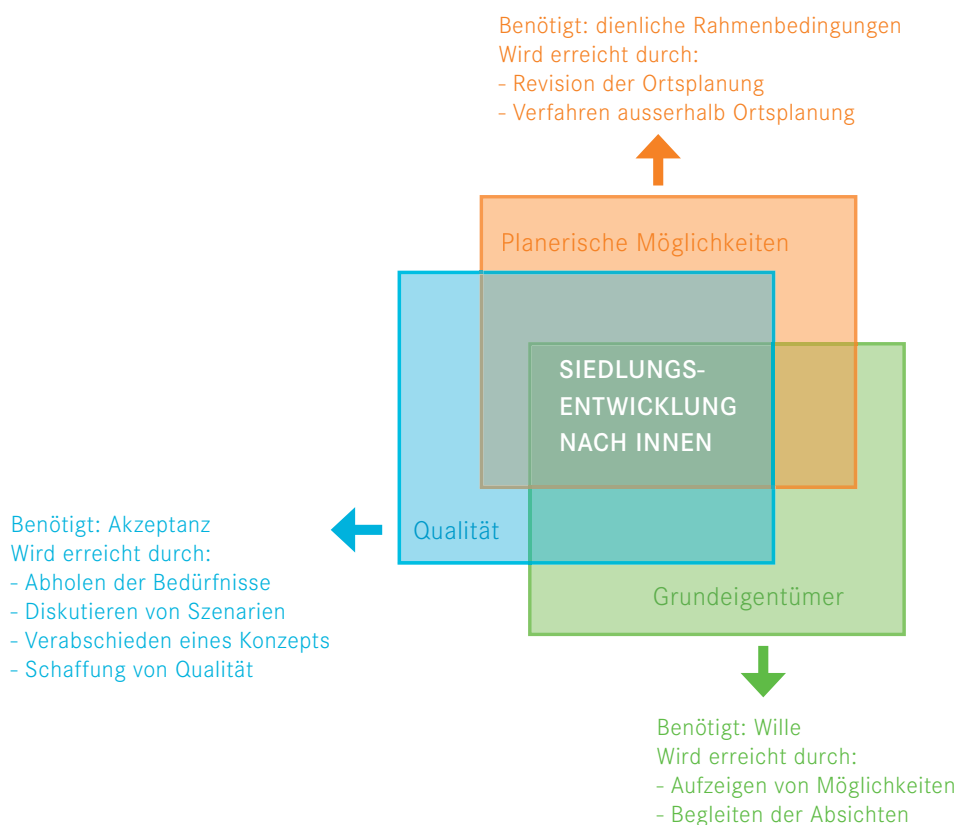 Benötigt: dienliche Rahmenbedingungen
Wird erreicht durch:
- Revision der Ortsplanung
- Verfahren ausserhalb Ortsplanung
Planerische Möglichkeiten
SIEDLUNGS-
ENTWICKLUNG
NACH INNEN
Qualität
Benötigt: Akzeptanz
Wird erreicht durch:
- Abholen der Bedürfnisse
- Diskutieren von Szenarien
- Verabschieden eines Konzepts
- Schaffung von Qualität
Grundeigentümer
Benötigt: Wille
Wird erreicht durch:
- Aufzeigen von Möglichkeiten
- Begleiten der Absichten